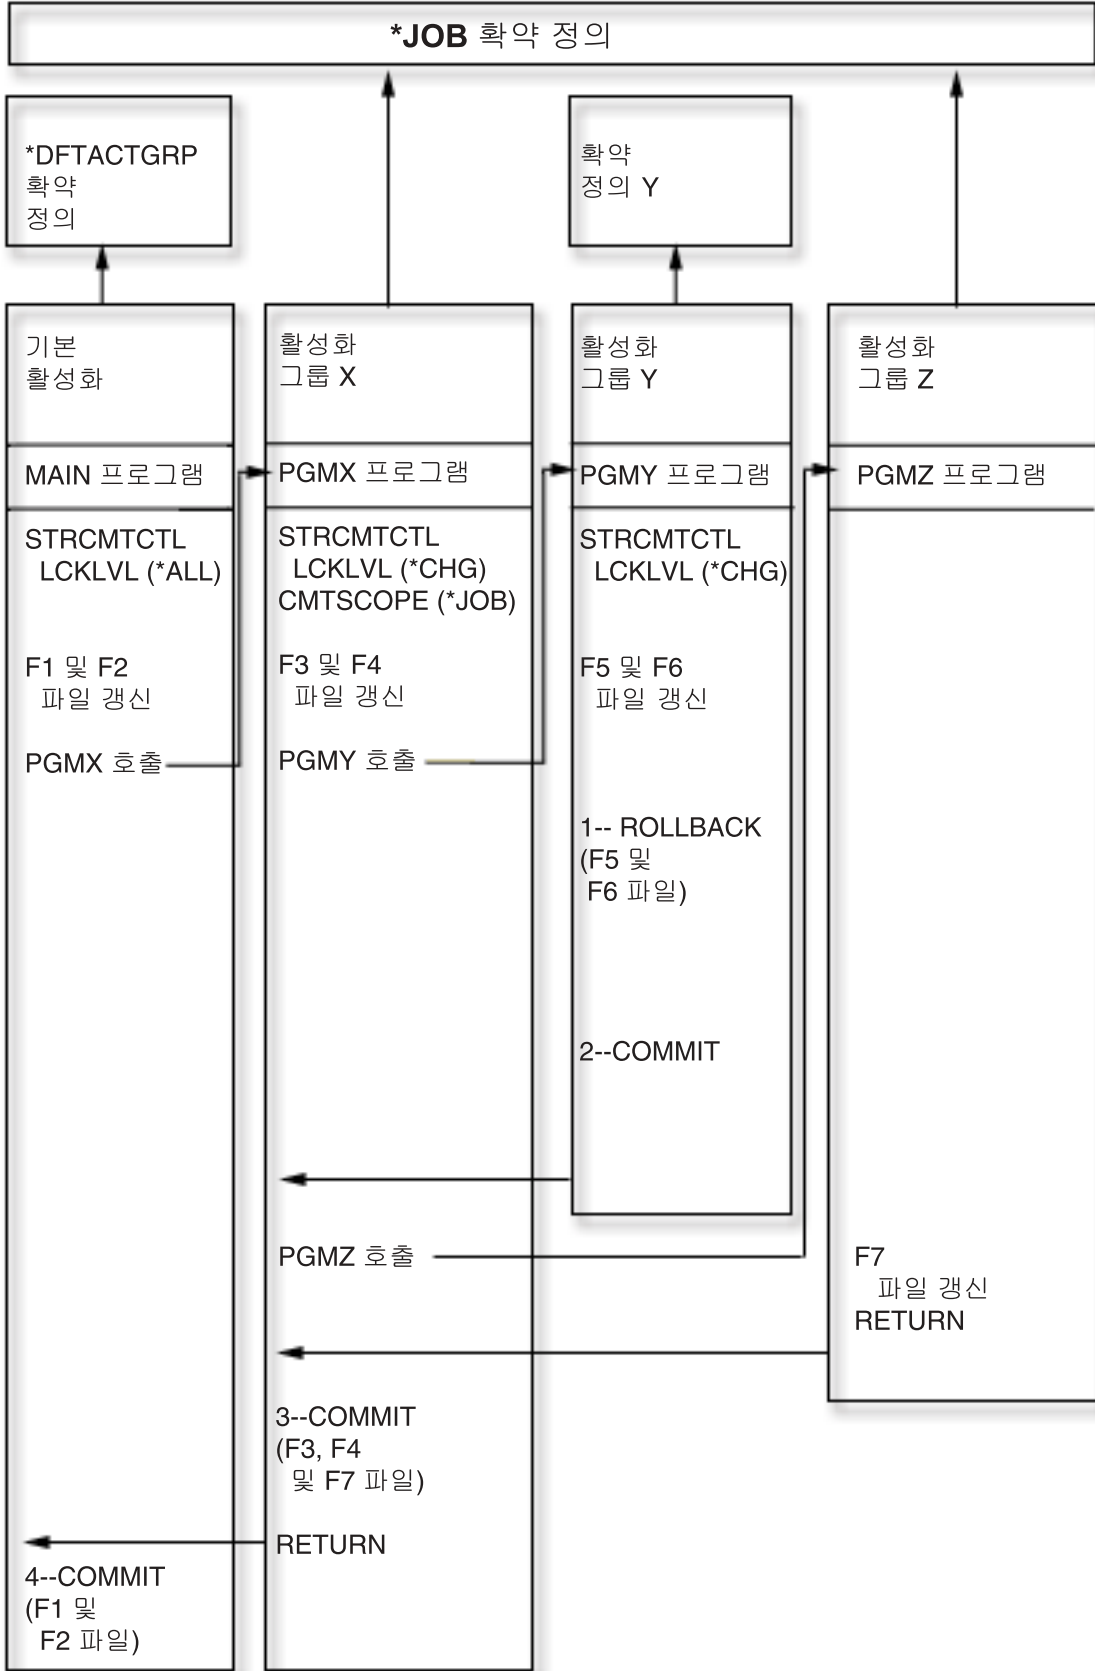 *JOB 확약 정의
*DFTACTGRP
확약
정의
확약
정의 Y
기본
활성화
활성화
그룹 X
활성화
그룹 Y
활성화
그룹 Z
MAIN 프로그램
PGMX 프로그램
PGMY 프로그램
PGMZ 프로그램
STRCMTCTL
LCKLVL (*ALL)
F1 및 F2
파일 갱신
PGMX 호출
STRCMTCTL
LCKLVL (*CHG)
CMTSCOPE (*JOB)
F3 및 F4
파일 갱신
PGMY 호출
STRCMTCTL
LCKLVL (*CHG)
F5 및 F6
파일 갱신
1-- ROLLBACK
(F5 및
F6 파일)
2--COMMIT
PGMZ 호출
F7
파일 갱신
RETURN
3--COMMIT
(F3, F4
및 F7 파일)
RETURN
4--COMMIT
(F1 및
F2 파일)